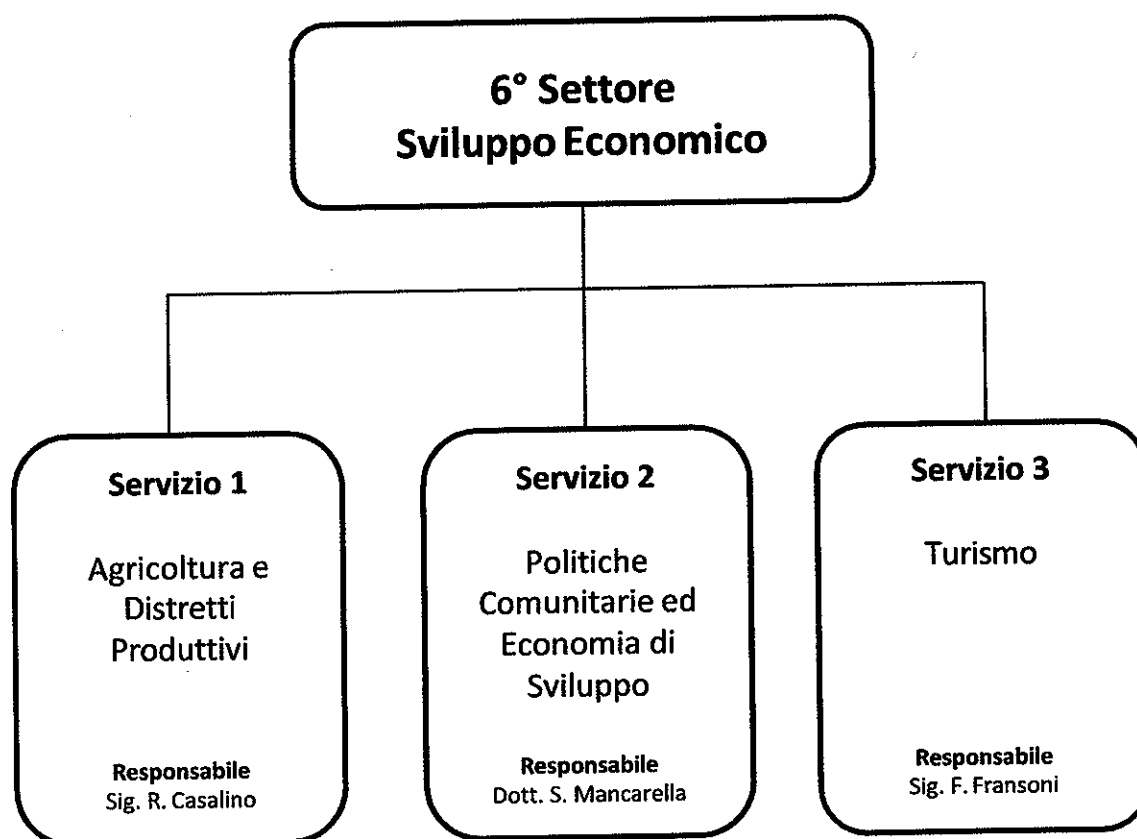 6° Settore
Sviluppo Economico
Servizio 1
Agricoltura e
Distretti
Produttivi
Responsabile
Sig. R. Casalino
Servizio 2
Politiche
Comunitarie ed
Economia di
Sviluppo
Responsabile
Dott. S. Mancarella
Servizio 3
Turismo
Responsabile
Sig. F. Fransoni